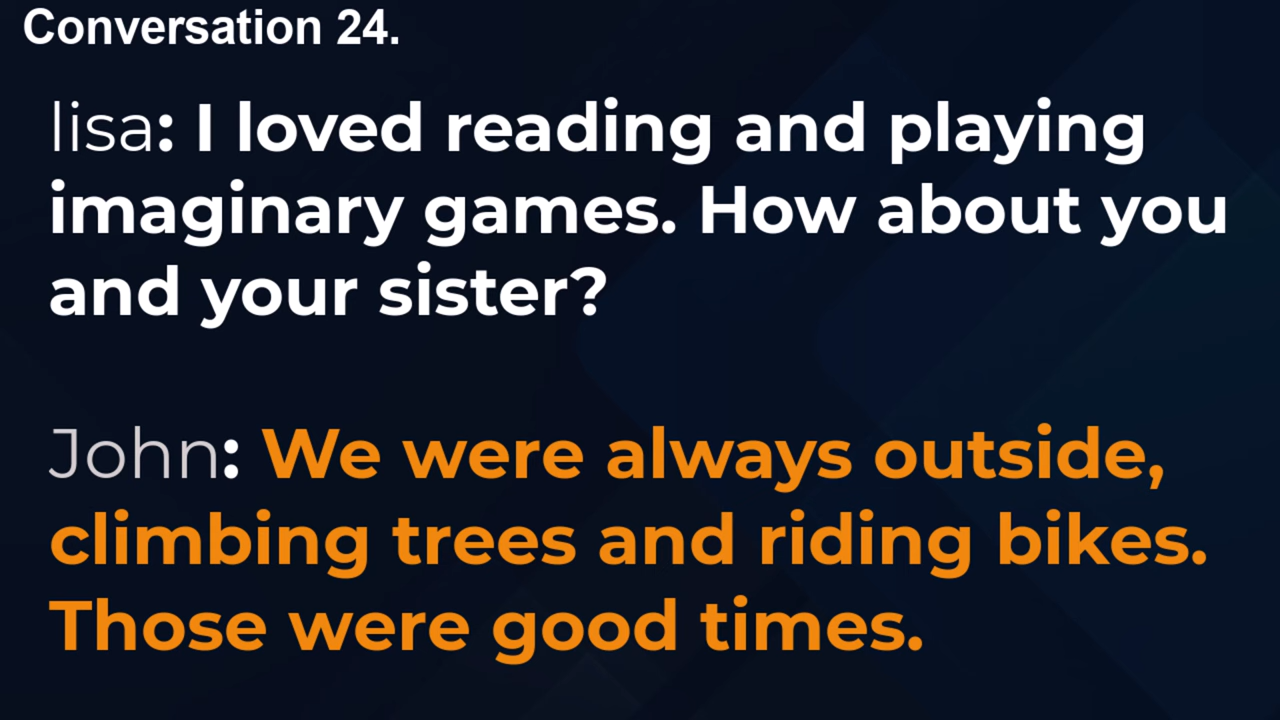 Conversation 24.
lisa: I loved reading and playing
imaginary games. How about you
and your sister?
John: We were always outside,
climbing trees and riding bikes.
Those were good times.